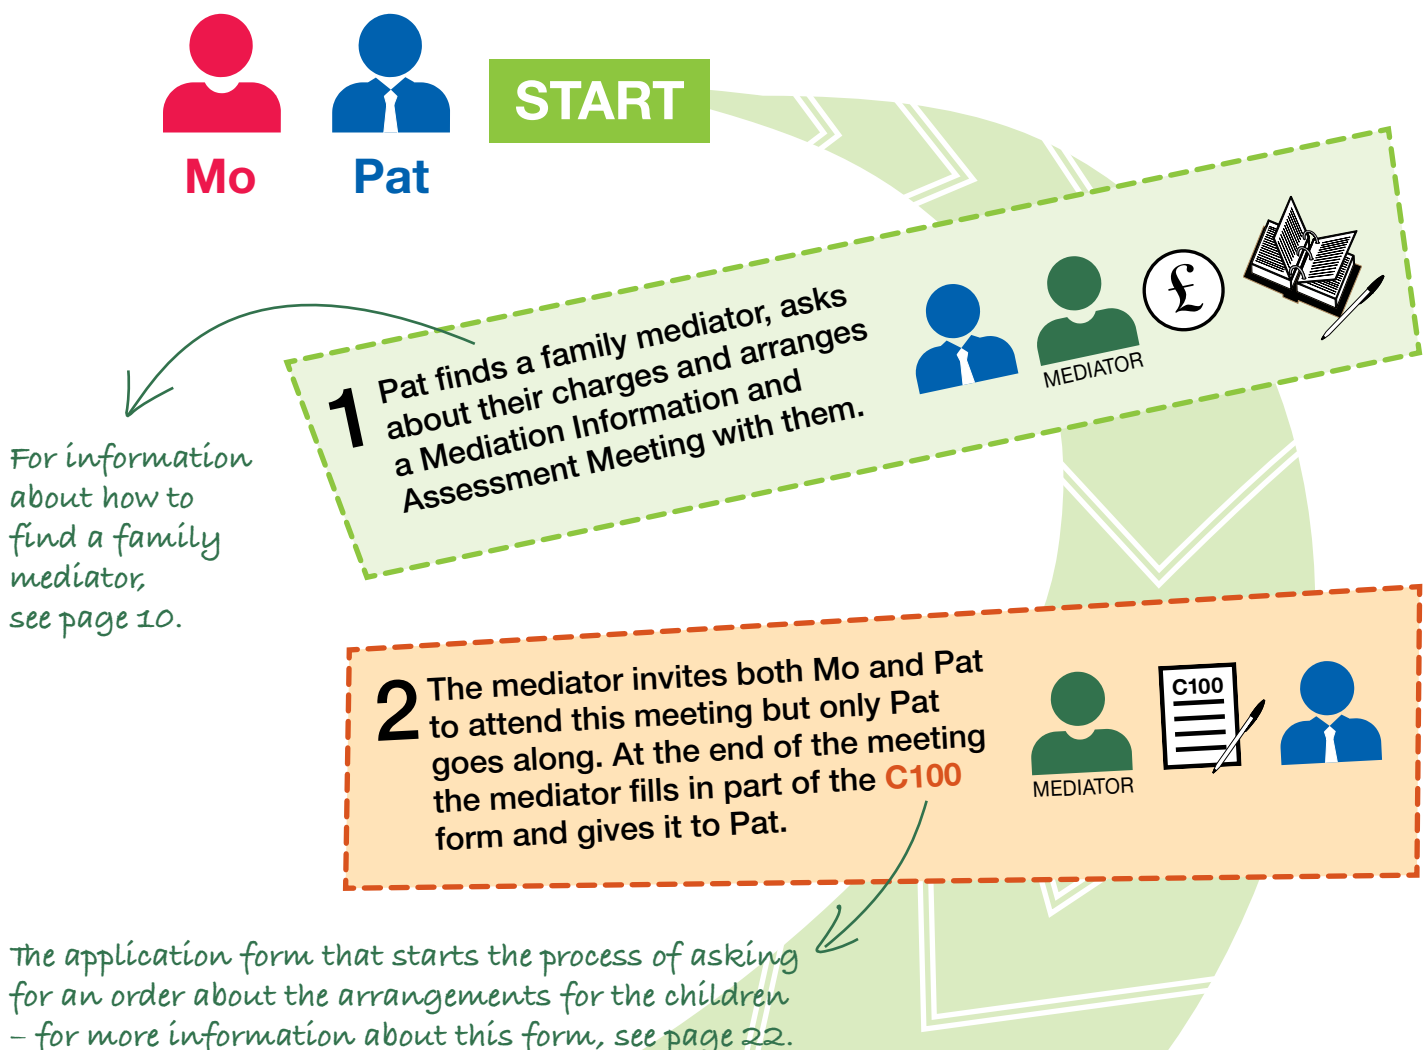 Mo
Pat
START
1 Pat finds a family mediator, asks
about their charges and arranges
a Mediation Information and
Assessment Meeting with them.
MEDIATOR
£
For information
about how to
find a family
mediator,
see page 10.
2 The mediator invites both Mo and Pat
to attend this meeting but only Pat
goes along. At the end of the meeting
the mediator fills in part of the C100
form and gives it to Pat.
MEDIATOR
C100
The application form that starts the process of asking
for an order about the arrangements for the children
– for more information about this form, see page 22.